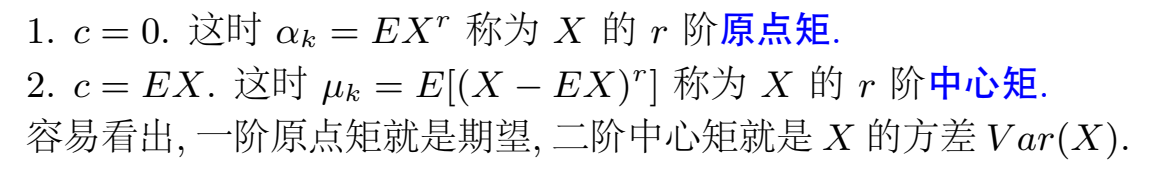 1. c = 0. 这时 α_k = EX^r 称为 X 的 r 阶原点矩.
2. c = EX. 这时 μ_k = E[(X − EX)^r] 称为 X 的 r 阶中心矩.
容易看出, 一阶原点矩就是期望, 二阶中心矩就是 X 的方差 Var(X).